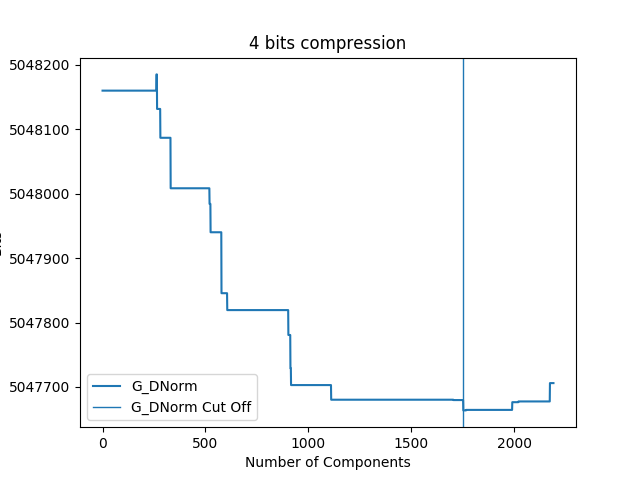 4 bits compression
5048200
5048100
5048000
5047900
5047800
5047700
G_DNorm
G_DNorm Cut Off
0 500 1000 1500 2000
Number of Components